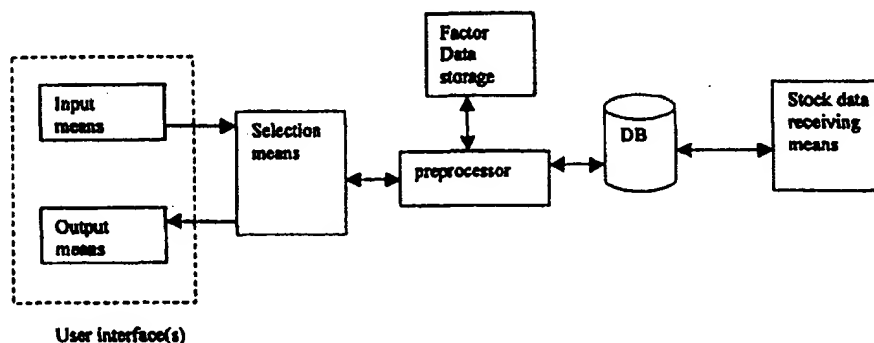 Input
means
Output
means
User interface(s)
Selection
means
Factor
Data
storage
preprocessor
DB
Stock data
receiving
means